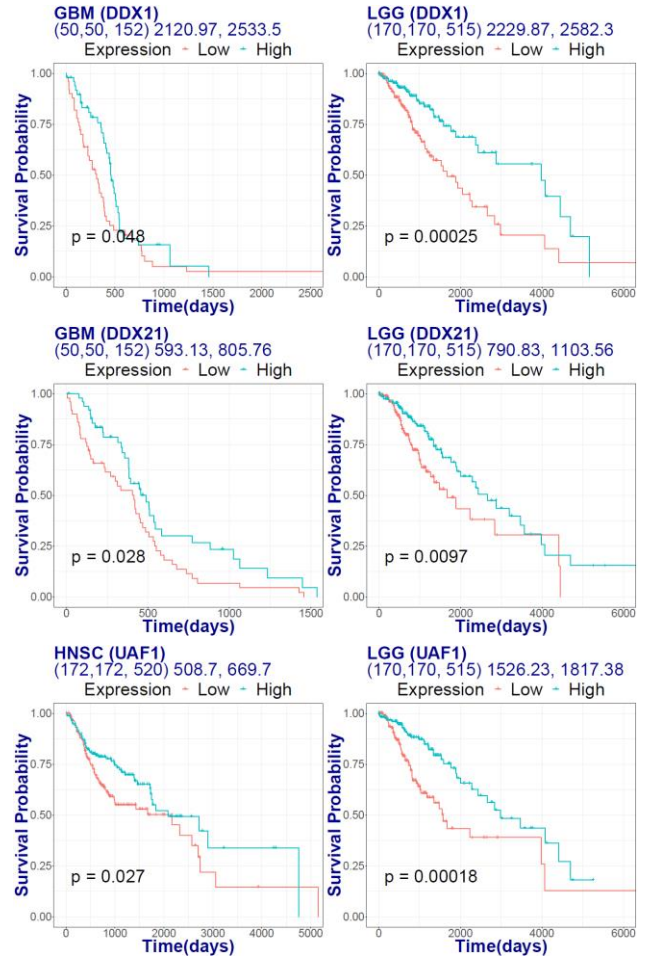 GBM (DDX1)
(50,50, 152) 2120.97, 2533.5
Expression Low High
1.00
0.75
0.50
0.25
0.00
Survival Probability
p = 0.048
0 500 1000 1500 2000 2500
Time(days)
LGG (DDX1)
(170,170, 515) 2229.87, 2582.3
Expression Low High
1.00
0.75
0.50
0.25
0.00
Survival Probability
p = 0.00025
0 2000 4000 6000
Time(days)
GBM (DDX21)
(50,50, 152) 593.13, 805.76
Expression Low High
1.00
0.75
0.50
0.25
0.00
Survival Probability
p = 0.028
0 500 1000 1500
Time(days)
LGG (DDX21)
(170,170, 515) 790.83, 1103.56
Expression Low High
1.00
0.75
0.50
0.25
0.00
Survival Probability
p = 0.0097
0 2000 4000 6000
Time(days)
HNSC (UAF1)
(172,172, 520) 508.7, 669.7
Expression Low High
1.00
0.75
0.50
0.25
0.00
Survival Probability
p = 0.027
0 1000 2000 3000 4000 5000
Time(days)
LGG (UAF1)
(170,170, 515) 1526.23, 1817.38
Expression Low High
1.00
0.75
0.50
0.25
0.00
Survival Probability
p = 0.00018
0 2000 4000 6000
Time(days)